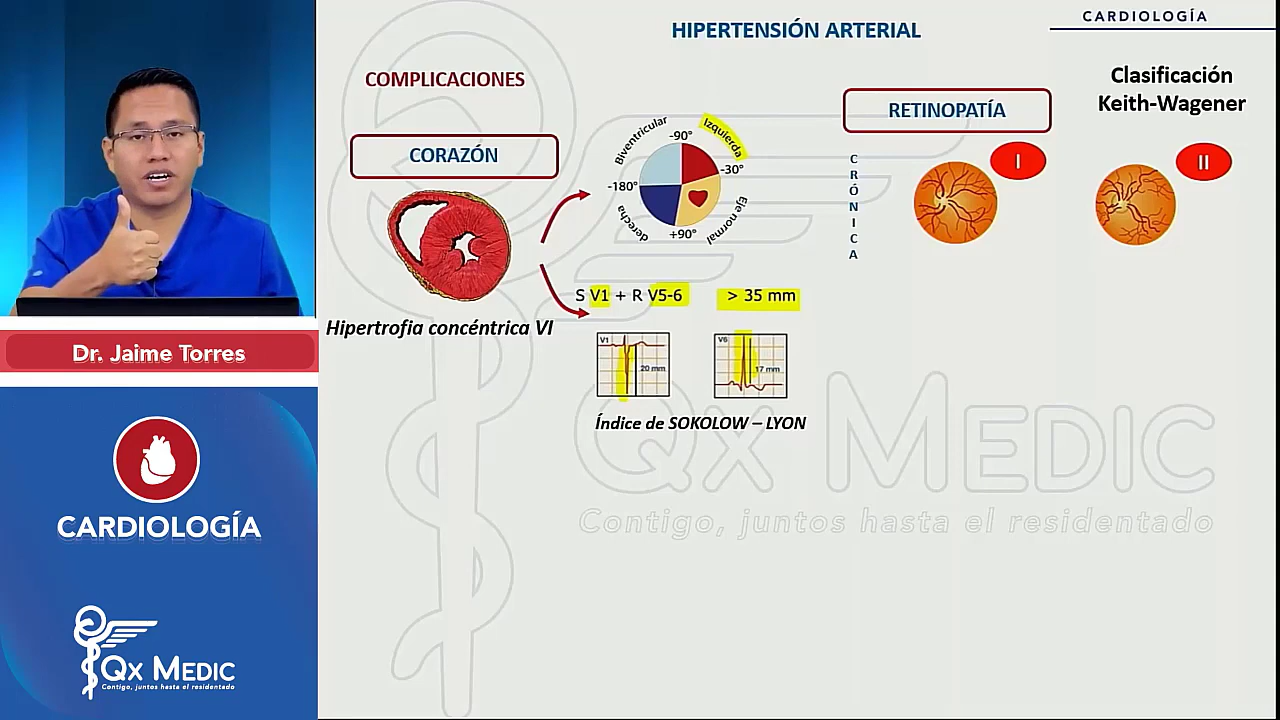 CARDIOLOGÍA
HIPERTENSIÓN ARTERIAL
COMPLICACIONES
CORAZÓN
Hipertrofia concéntrica VI
Biventricular
Izquierda
-90°
-30°
-180°
+90°
derecha
Eje normal
S V1 + R V5-6 > 35 mm
V1
20 mm
V6
17 mm
Índice de SOKOLOW – LYON
RETINOPATÍA
Clasificación
Keith-Wagener
CRÓNICA
I
II
Qx MEDIC
Contigo, juntos hasta el residentado
Dr. Jaime Torres
CARDIOLOGÍA
Qx MEDIC
Contigo, juntos hasta el residentado